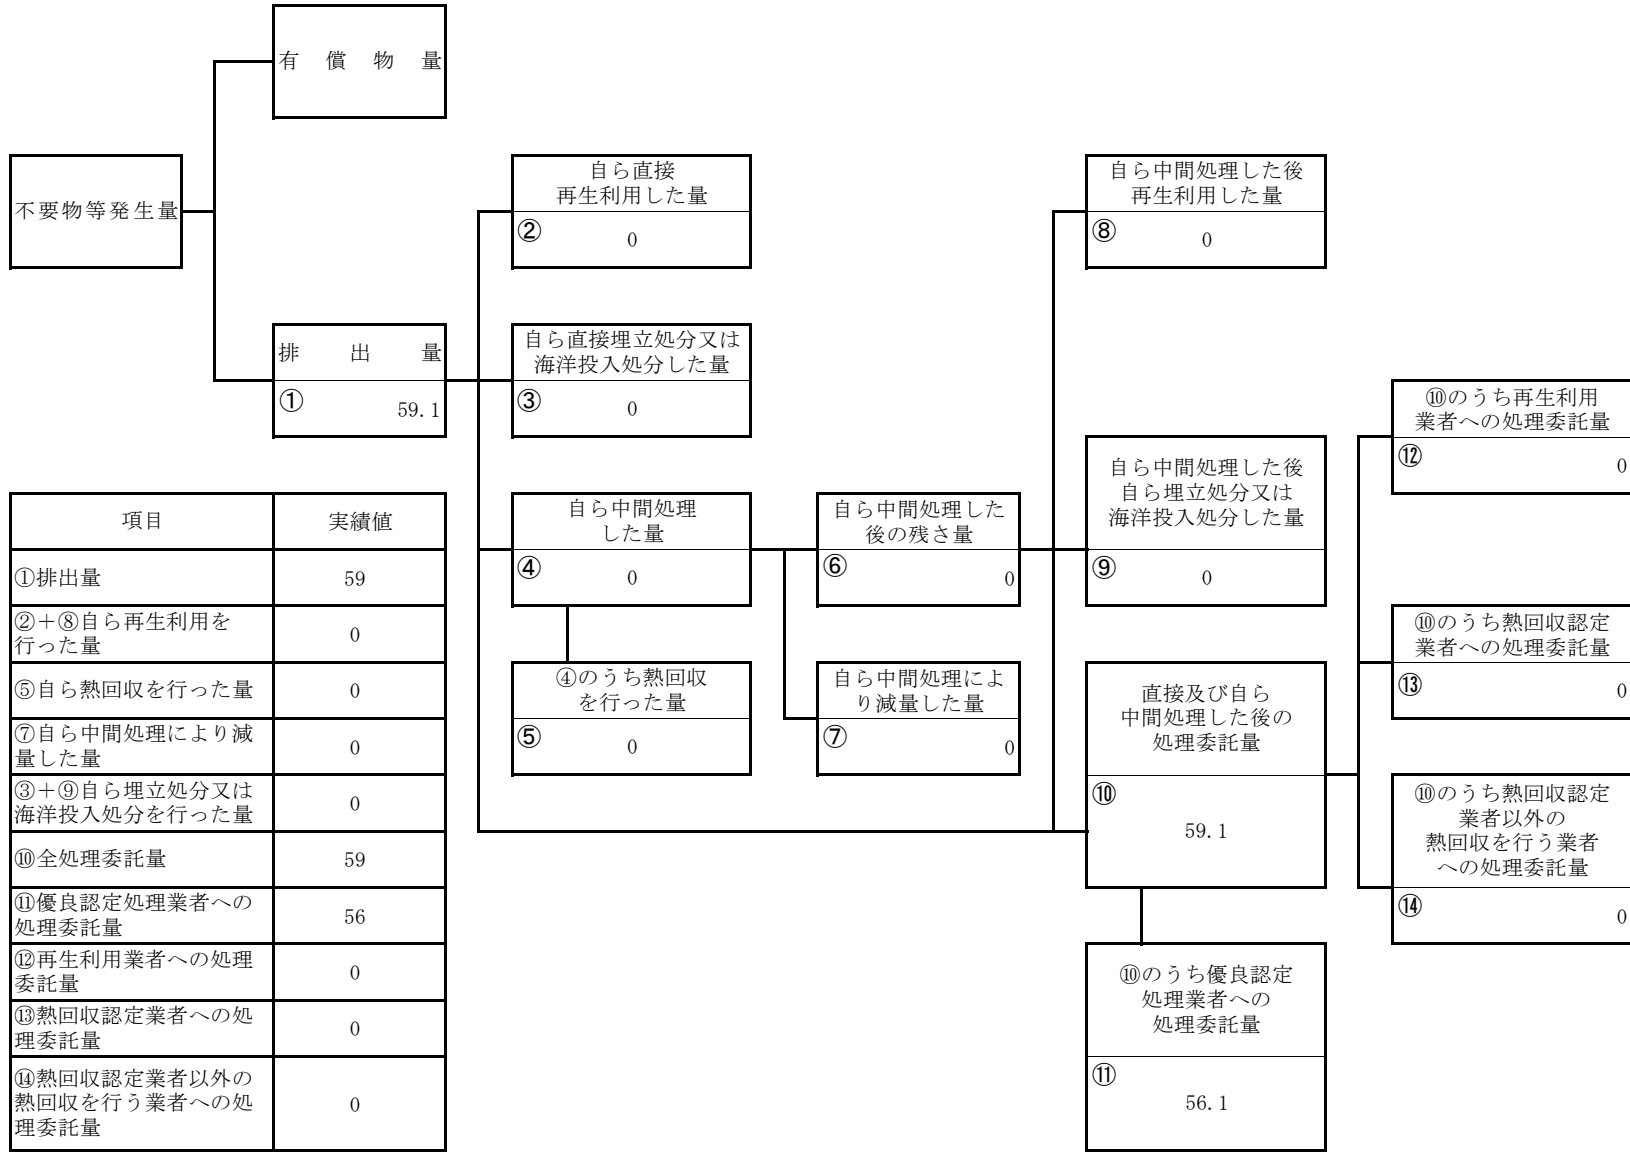 有償物量
不要物等発生量
自ら直接
再生利用した量
② 0
自ら中間処理した後
再生利用した量
⑧ 0
排出量
① 59.1
自ら直接埋立処分又は
海洋投入処分した量
③ 0
⑩のうち再生利用
業者への処理委託量
⑫ 0
自ら中間処理
した量
④ 0
自ら中間処理した
後の残さ量
⑥ 0
自ら中間処理した後
自ら埋立処分又は
海洋投入処分した量
⑨ 0
⑩のうち熱回収認定
業者への処理委託量
⑬ 0
④のうち熱回収
を行った量
⑤ 0
自ら中間処理によ
り減量した量
⑦ 0
直接及び自ら
中間処理した後の
処理委託量
⑩
59.1
⑩のうち熱回収認定
業者以外の
熱回収を行う業者
への処理委託量
⑭ 0
⑩のうち優良認定
処理業者への
処理委託量
⑪
56.1
項目 実績値
①排出量 59
②+⑧自ら再生利用を
行った量 0
⑤自ら熱回収を行った量 0
⑦自ら中間処理により減
量した量 0
③+⑨自ら埋立処分又は
海洋投入処分を行った量 0
⑩全処理委託量 59
⑪優良認定処理業者への
処理委託量 56
⑫再生利用業者への処理
委託量 0
⑬熱回収認定業者への処
理委託量 0
⑭熱回収認定業者以外の
熱回収を行う業者への処 0
理委託量